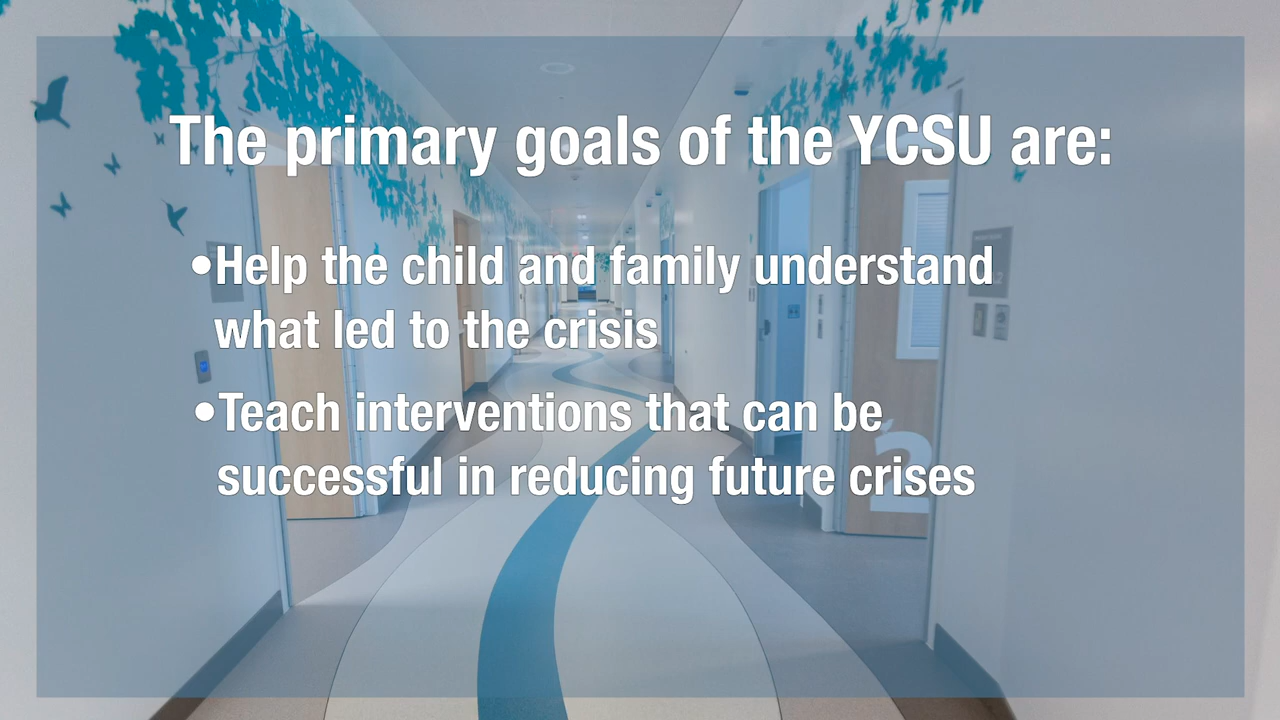 The primary goals of the YCSU are:
•Help the child and family understand
what led to the crisis
•Teach interventions that can be
successful in reducing future crises
2